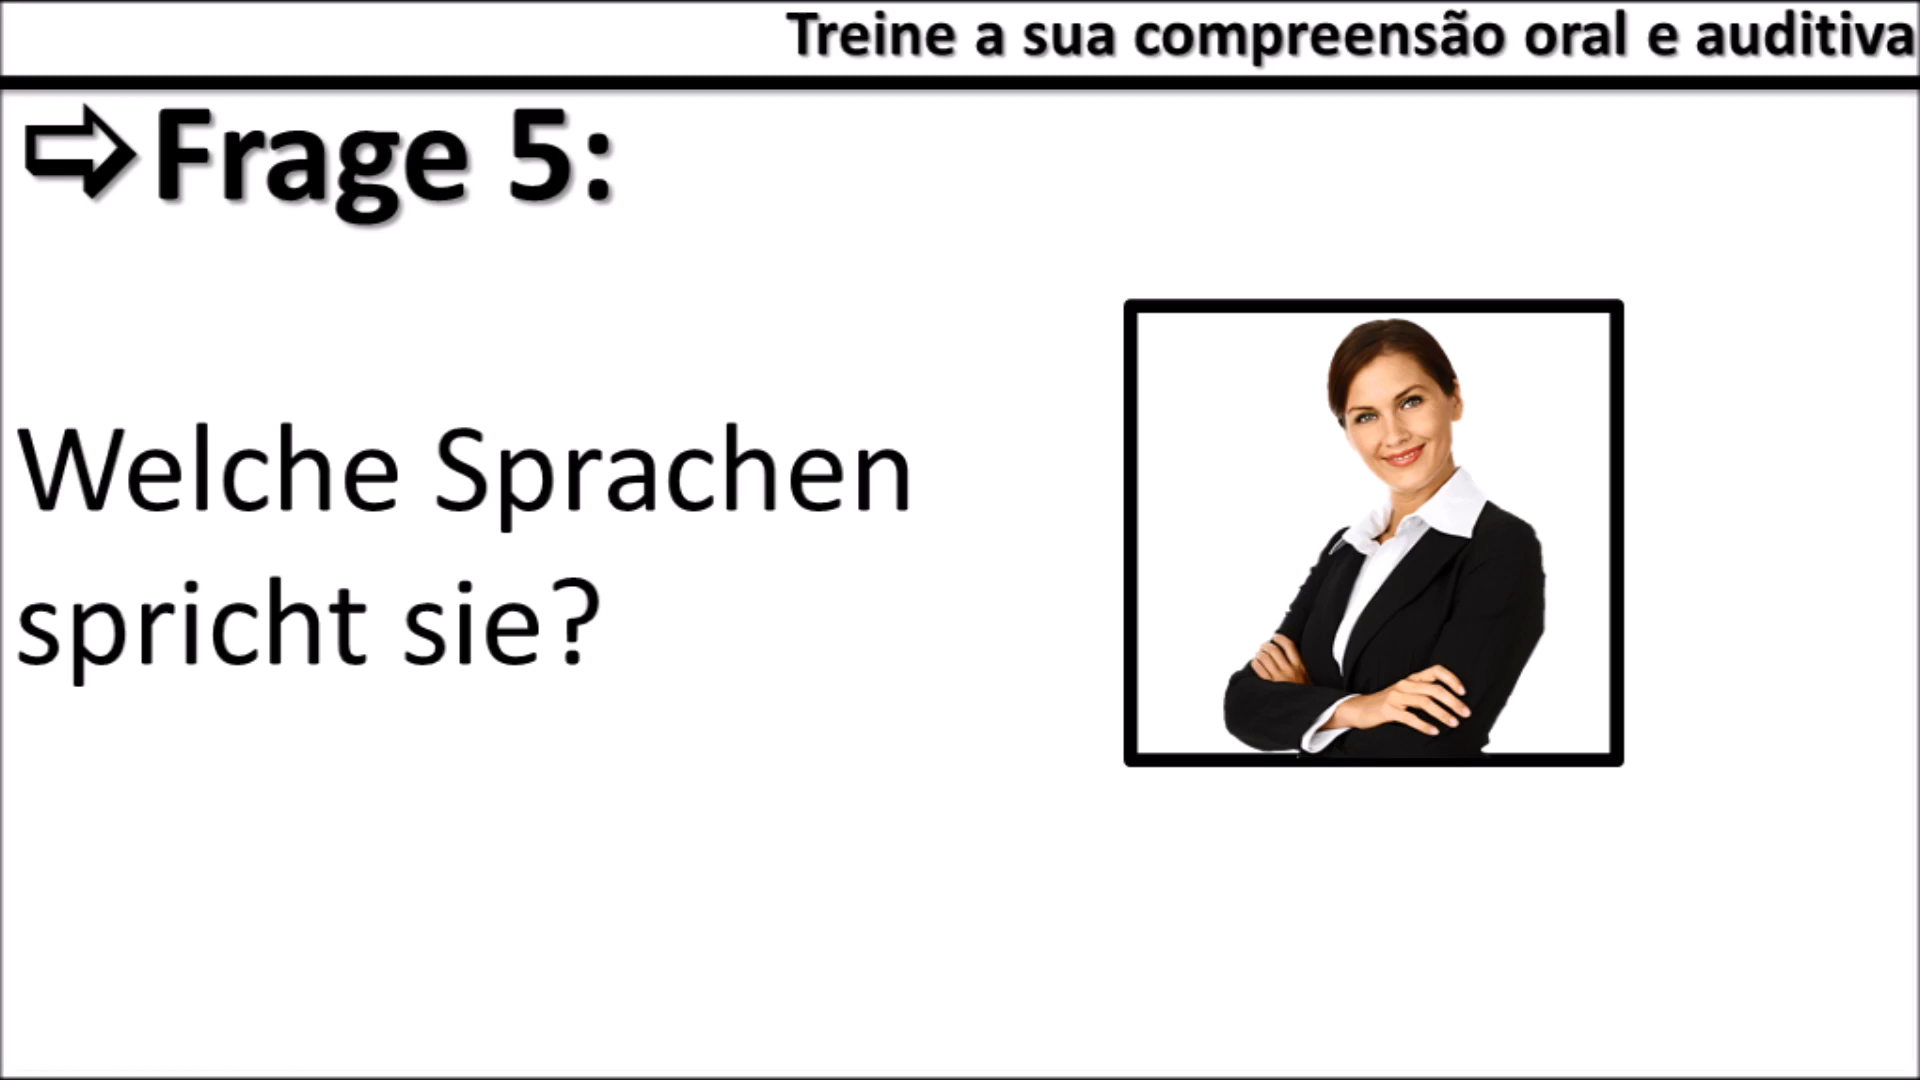 Treine a sua compreensão oral e auditiva
⇨Frage 5:
Welche Sprachen
spricht sie?